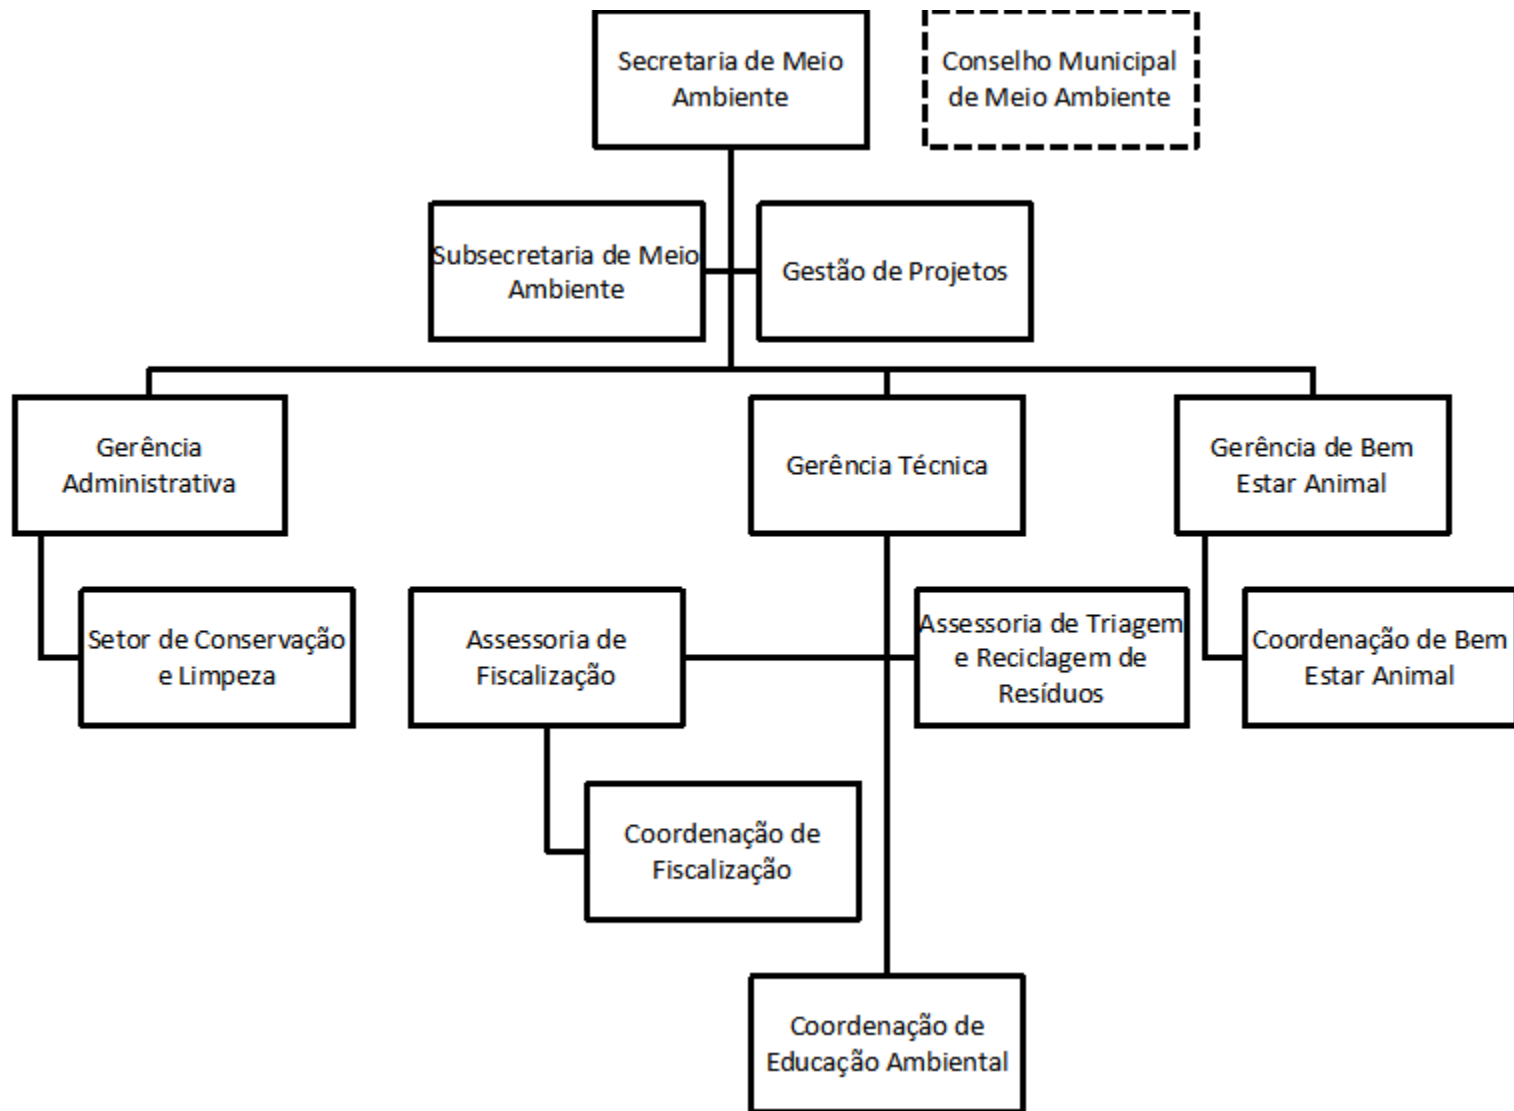 Secretaria de Meio
Ambiente
Conselho Municipal
de Meio Ambiente
Subsecretaria de Meio
Ambiente
Gestão de Projetos
Gerência
Administrativa
Gerência Técnica
Gerência de Bem
Estar Animal
Setor de Conservação
e Limpeza
Assessoria de
Fiscalização
Assessoria de Triagem
e Reciclagem de
Resíduos
Coordenação de Bem
Estar Animal
Coordenação de
Fiscalização
Coordenação de
Educação Ambiental